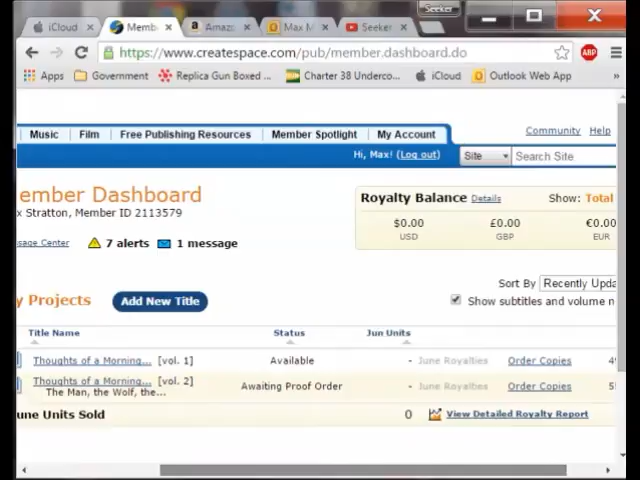 Seeker
iCloud
Memb
Amazo
Max M
Seeker
https://www.createspace.com/pub/member.dashboard.do
ABP
Apps
Government
Replica Gun Boxed ...
Charter 38 Underco...
iCloud
Outlook Web App
»
Music
Film
Free Publishing Resources
Member Spotlight
My Account
Community
Help
Hi, Max! (Log out)
Site
Search Site
ember Dashboard
x Stratton, Member ID 2113579
Royalty Balance Details
Show: Total
$0.00
£0.00
€0.00
USD
GBP
EUR
sage Center
7 alerts
1 message
Sort By Recently Upda
y Projects
Add New Title
Show subtitles and volume n
Title Name
Status
Jun Units
Thoughts of a Morning... [vol. 1]
Available
- June Royalties
Order Copies
Thoughts of a Morning... [vol. 2]
The Man, the Wolf, the...
Awaiting Proof Order
- June Royalties
Order Copies
une Units Sold
0
View Detailed Royalty Report